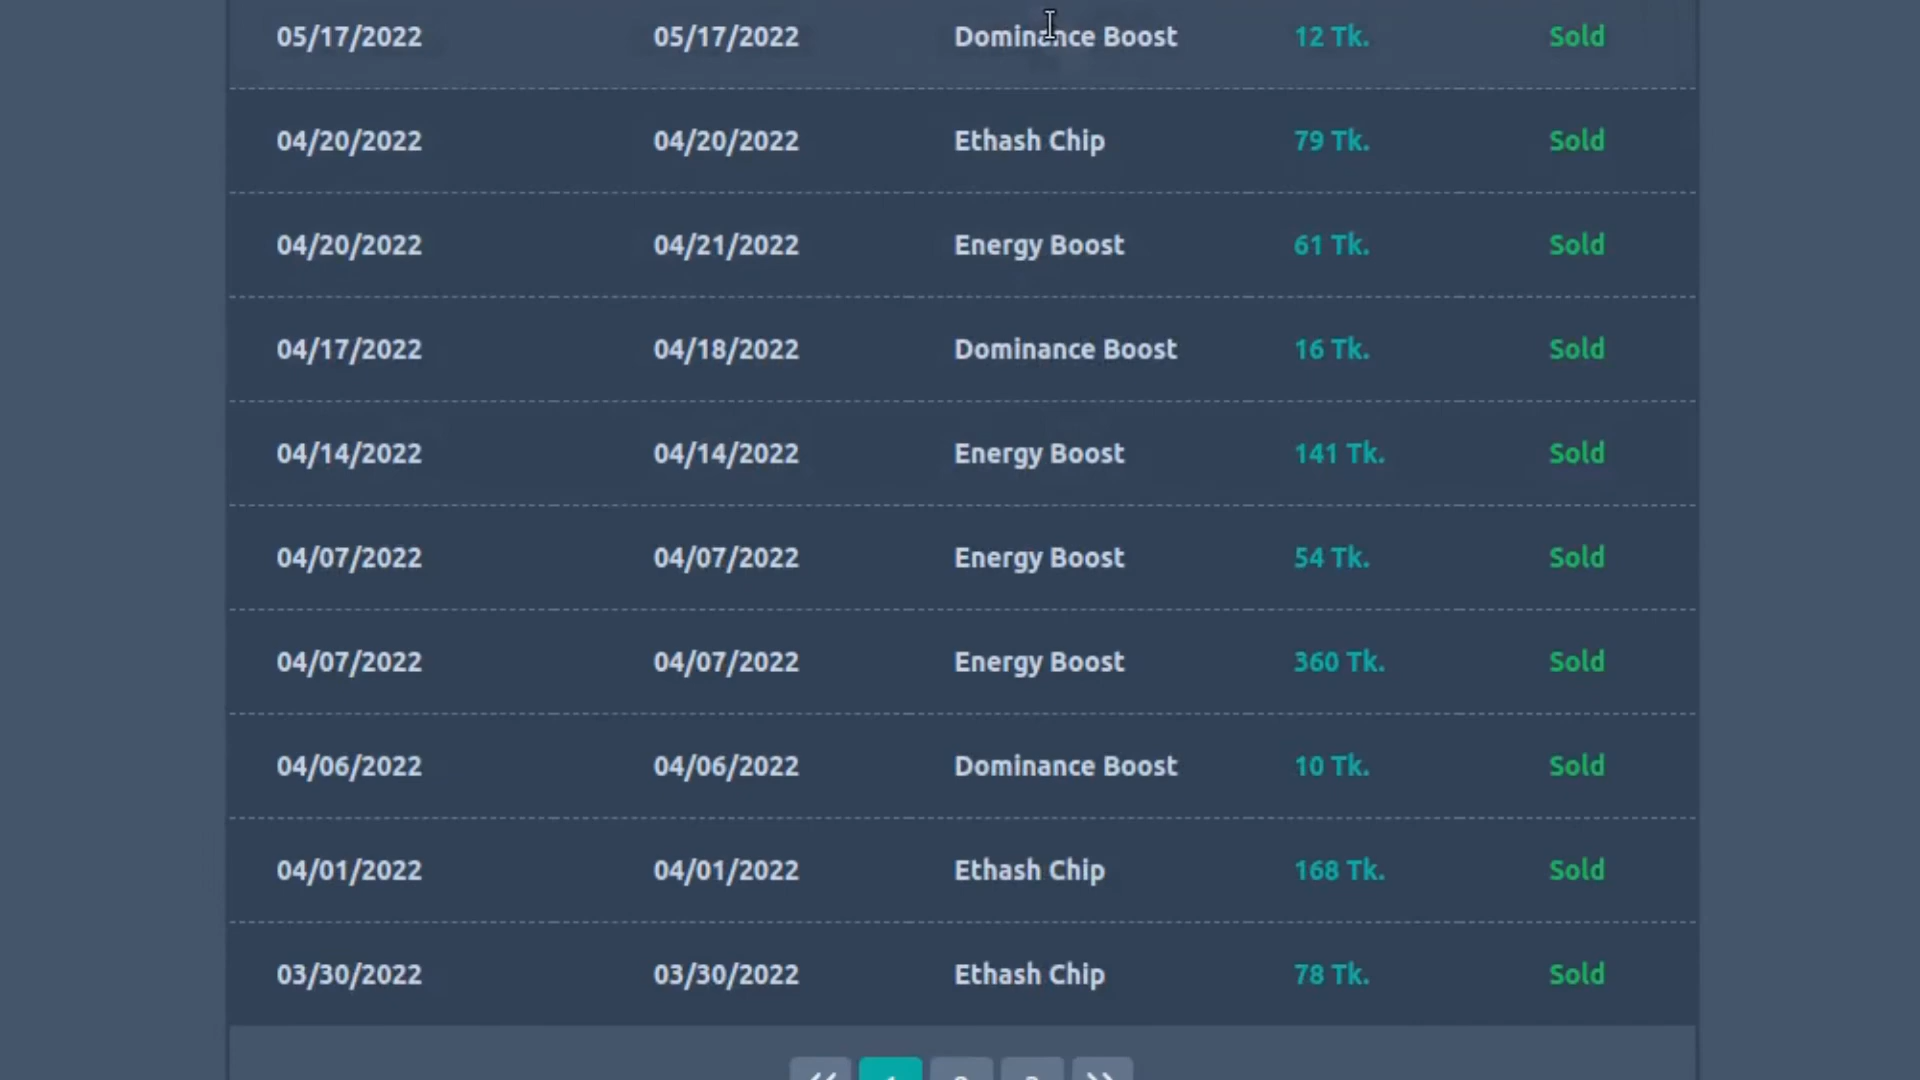 05/17/2022 05/17/2022 Dominance Boost 12 Tk. Sold
04/20/2022 04/20/2022 Ethash Chip 79 Tk. Sold
04/20/2022 04/21/2022 Energy Boost 61 Tk. Sold
04/17/2022 04/18/2022 Dominance Boost 16 Tk. Sold
04/14/2022 04/14/2022 Energy Boost 141 Tk. Sold
04/07/2022 04/07/2022 Energy Boost 54 Tk. Sold
04/07/2022 04/07/2022 Energy Boost 360 Tk. Sold
04/06/2022 04/06/2022 Dominance Boost 10 Tk. Sold
04/01/2022 04/01/2022 Ethash Chip 168 Tk. Sold
03/30/2022 03/30/2022 Ethash Chip 78 Tk. Sold